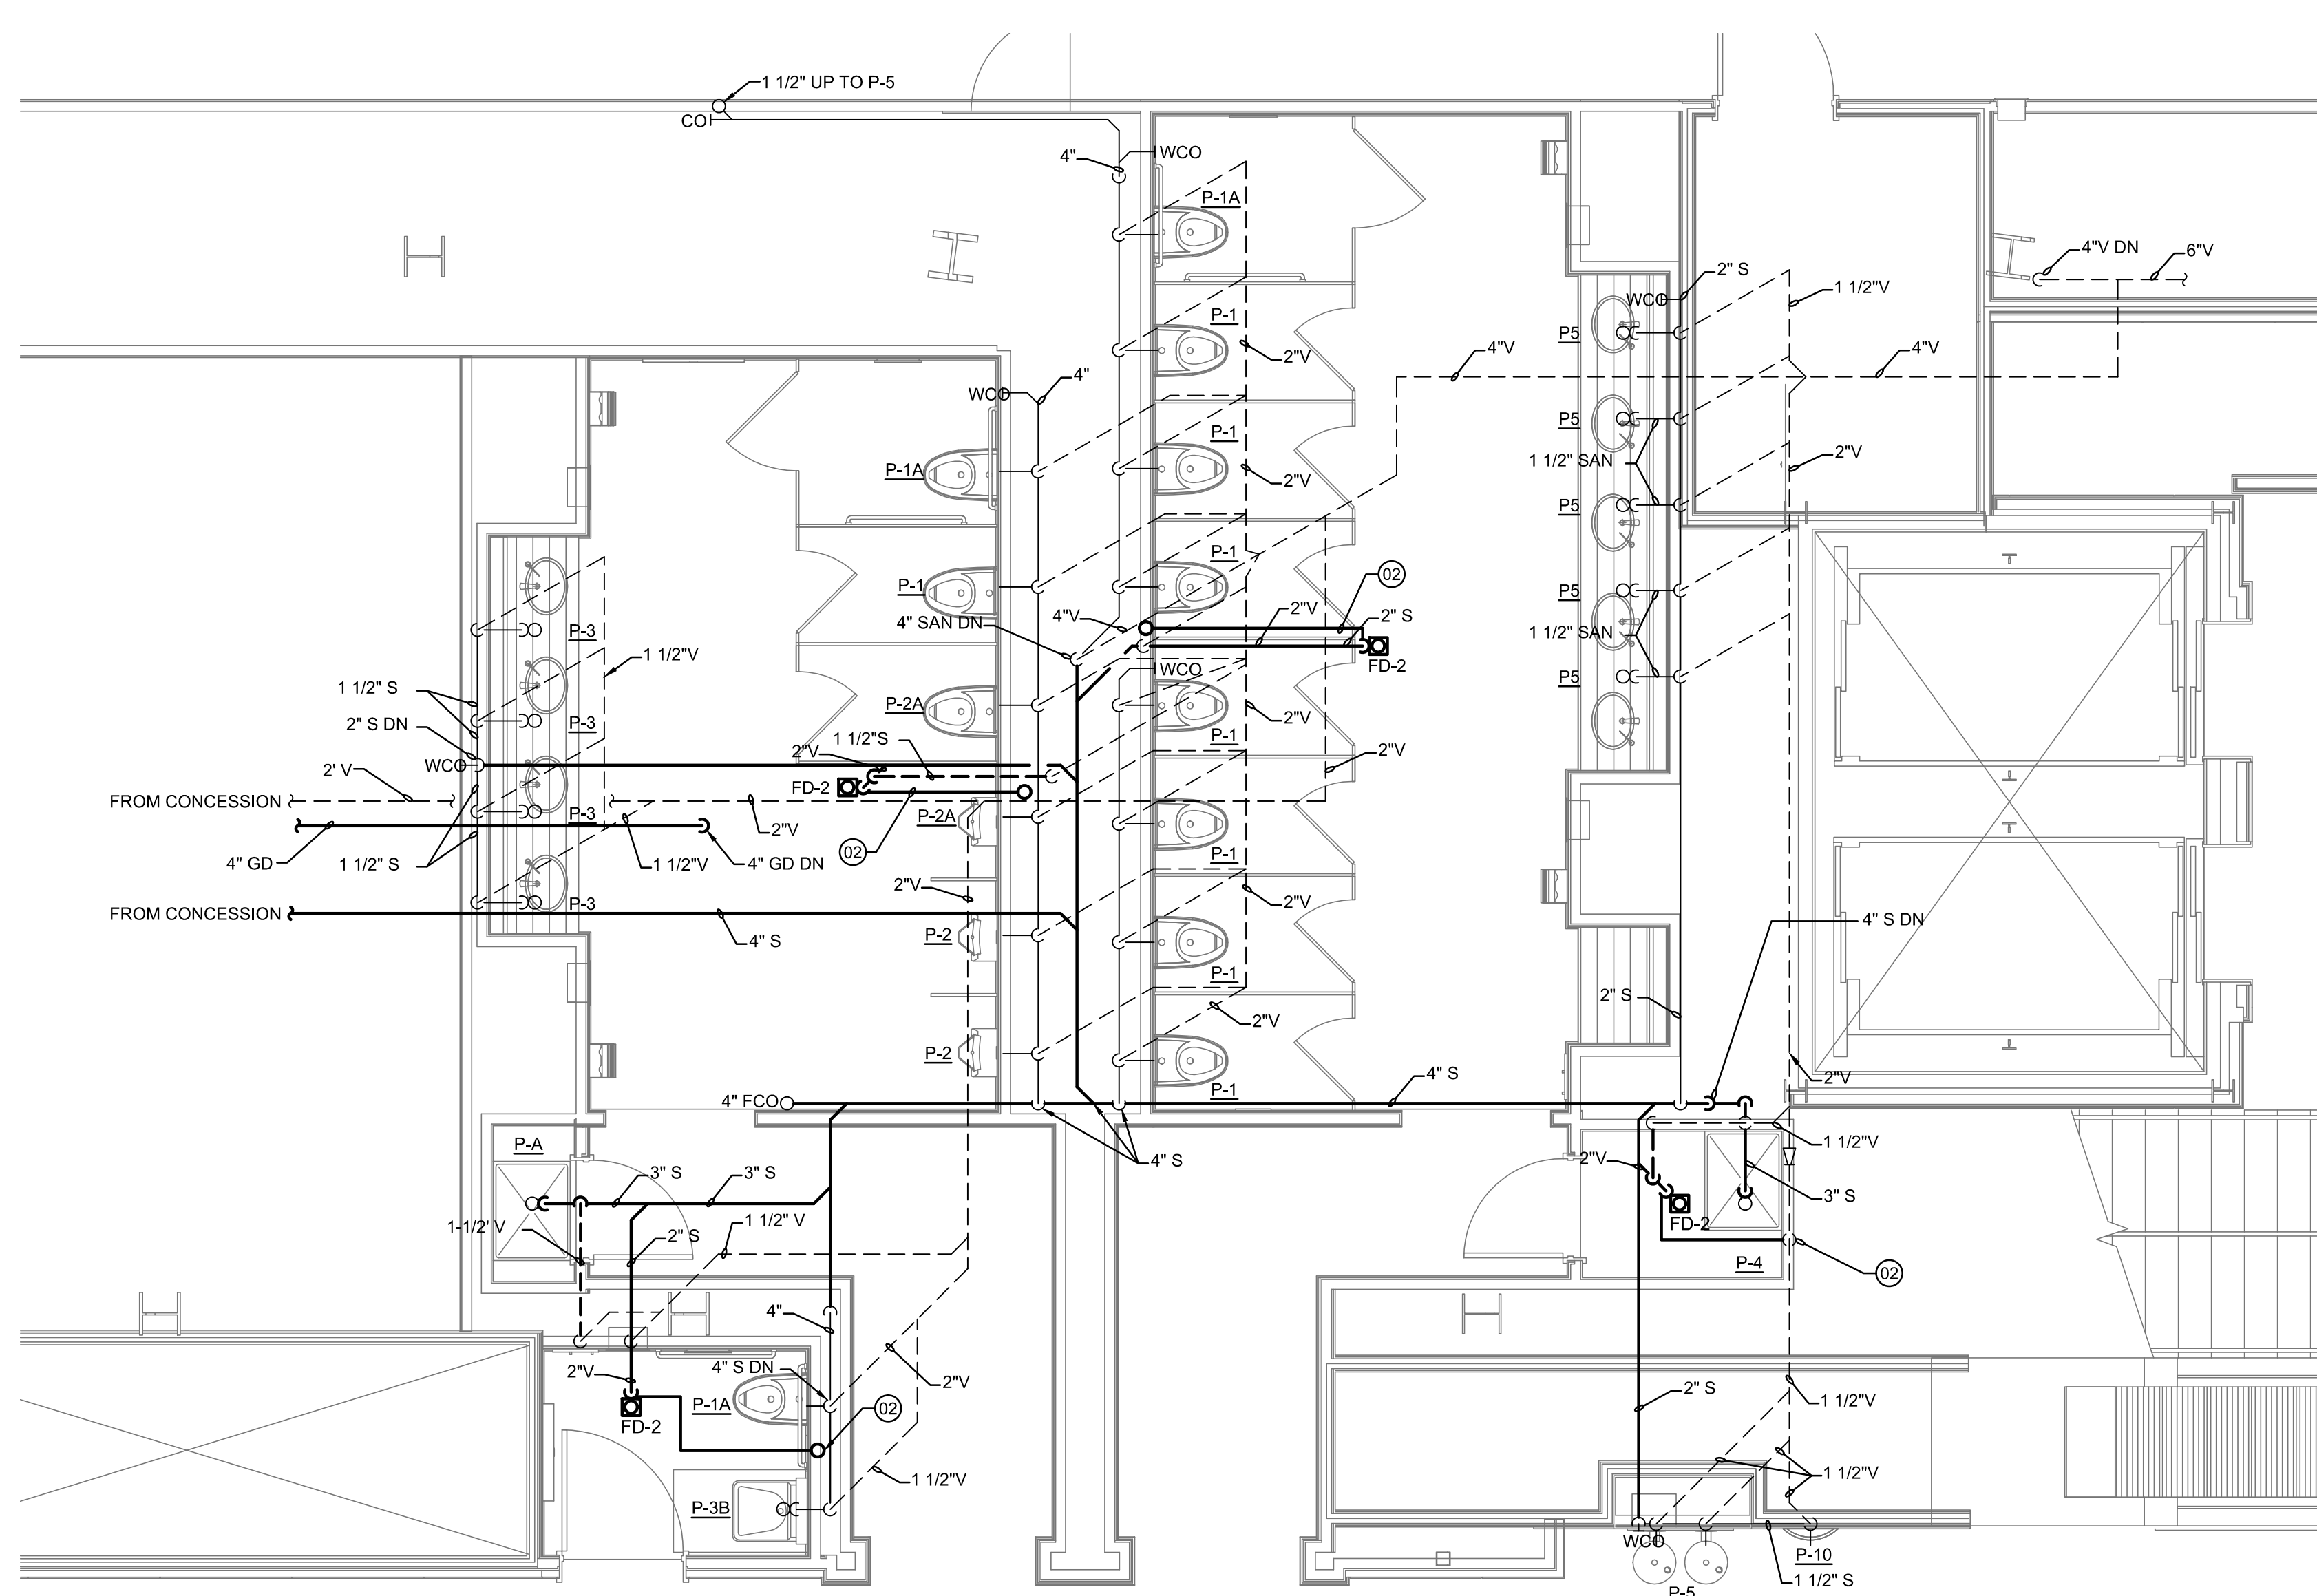 1 1/2" UP TO P-5
CO
4"
WCO
P-1A
2" S
WCO
4"V DN
6"V
1 1/2"V
P-1
P5
2"V
4"V
4"V
4"
WCO
P5
P-1
2"V
1 1/2" SAN
2"V
P-1A
P5
P-1
02
P-1
P5
4" SAN DN
4"V
2"V
2" S
1 1/2" SAN
P-3
1 1/2"V
FD-2
WCO
P5
1 1/2" S
P-2A
2"V
2" S DN
P-3
P-1
1 1/2"S
2"V
2"V
WCO
2' V
FD-2
FROM CONCESSION
P-3
P-2A
2"V
4" GD
1 1/2" S
1 1/2"V
4" GD DN
02
P-1
2"V
2"V
FROM CONCESSION
P-3
4" S
P-2
4" S DN
P-1
2" S
2"V
P-2
4" S
2"V
P-1
4" FCO
P-A
4" S
1 1/2"V
2"V
3" S
3" S
3" S
1-1/2' V
1 1/2" V
2" S
FD-2
P-4
02
4"
4" S DN
2"V
2"V
P-1A
2" S
1 1/2"V
02
FD-2
1 1/2"V
1 1/2"V
P-3B
WCO
P-10
1 1/2" S
P-5